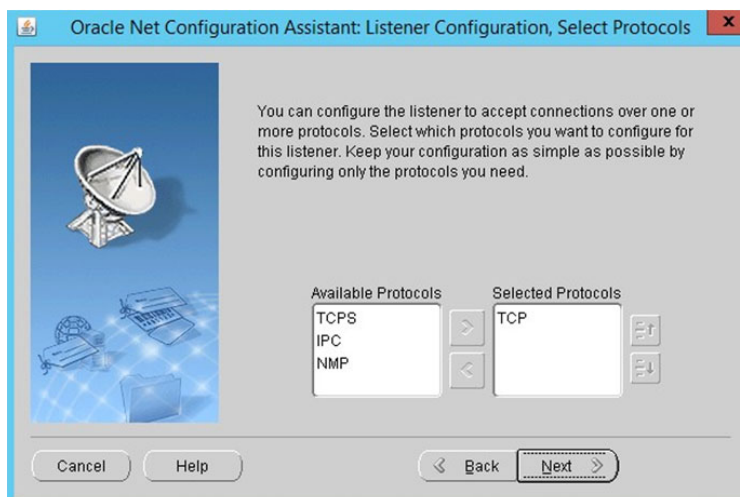 Oracle Net Configuration Assistant: Listener Configuration, Select Protocols
X
You can configure the listener to accept connections over one or
more protocols. Select which protocols you want to configure for
this listener. Keep your configuration as simple as possible by
configuring only the protocols you need.
Available Protocols
TCPS
IPC
NMP
Selected Protocols
TCP
Cancel
Help
Back
Next